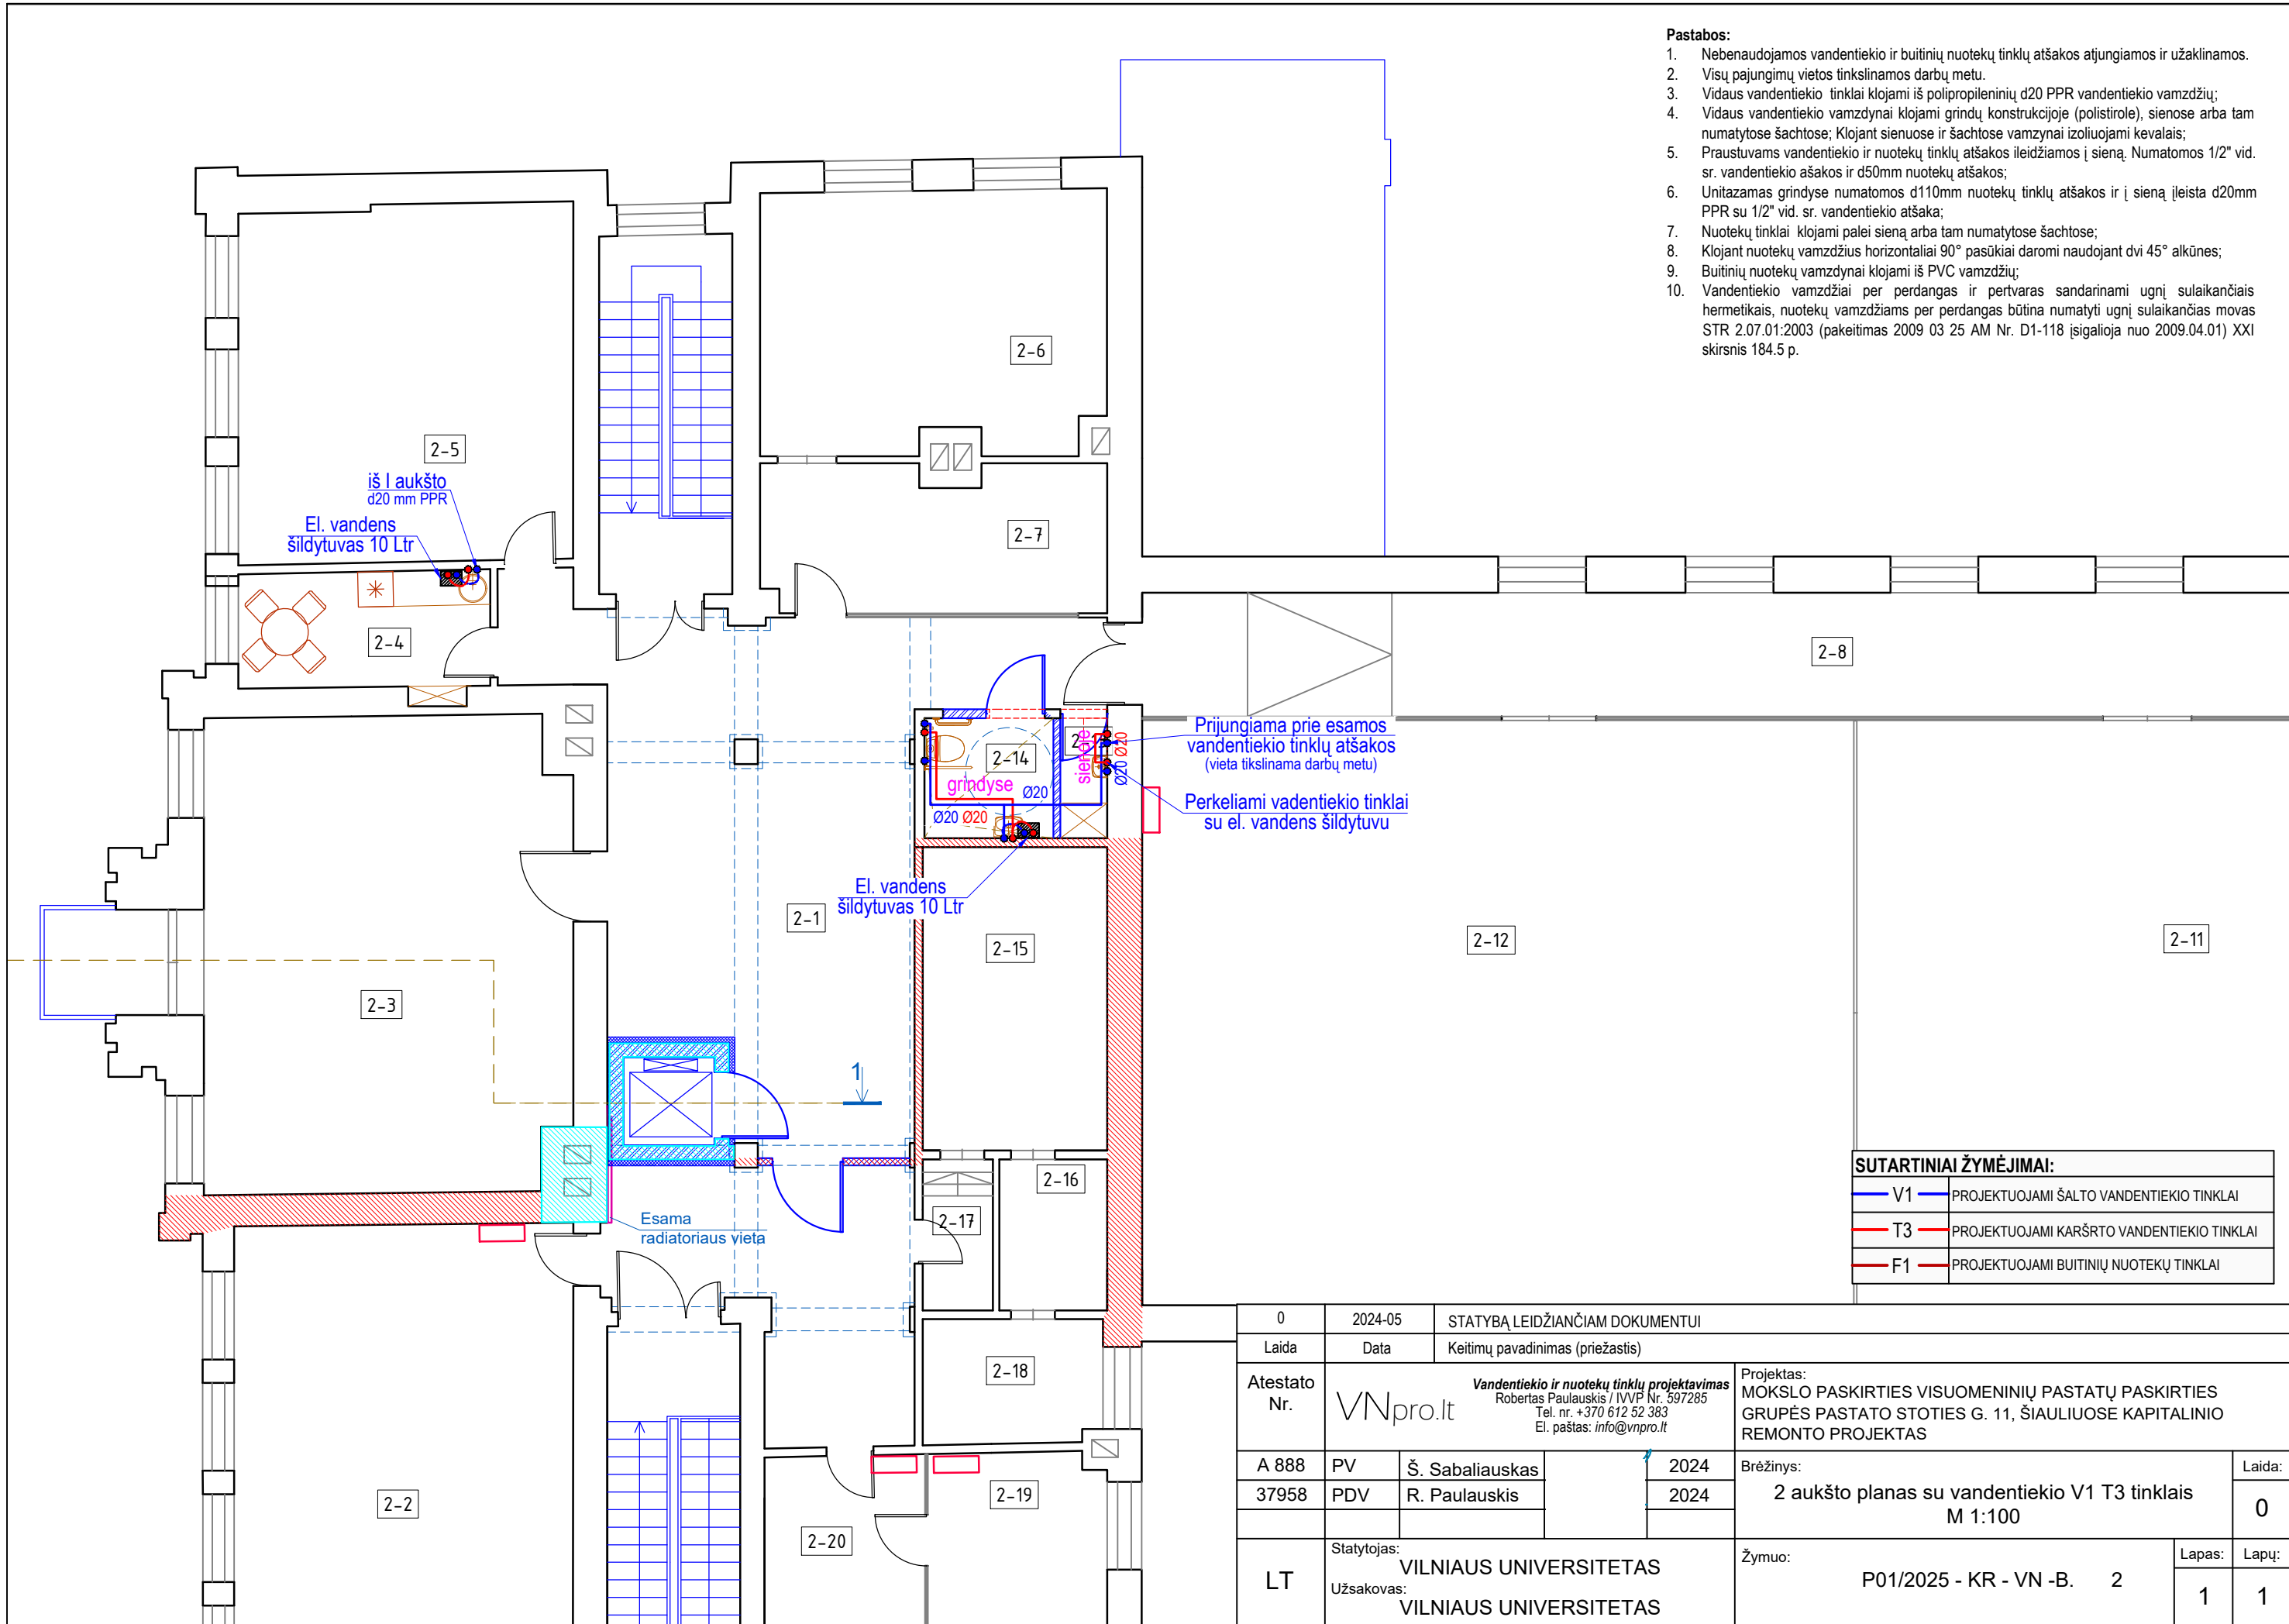 Pastabos:
1. Nebenaudojamos vandentiekio ir buitinių nuotekų tinklų atšakos atjungiamos ir užaklinamos.
2. Visų pajungimų vietos tinkslinamos darbų metu.
3. Vidaus vandentiekio tinklai klojami iš polipropileninių d20 PPR vandentiekio vamzdžių;
4. Vidaus vandentiekio vamzdynai klojami grindų konstrukcijoje (polistirole), sienose arba tam
numatytose šachtose; Klojant sienuose ir šachtose vamzynai izoliuojami kevalais;
5. Praustuvams vandentiekio ir nuotekų tinklų atšakos ileidžiamos į sieną. Numatomos 1/2" vid.
sr. vandentiekio ašakos ir d50mm nuotekų atšakos;
6. Unitazamas grindyse numatomos d110mm nuotekų tinklų atšakos ir į sieną įleista d20mm
PPR su 1/2" vid. sr. vandentiekio atšaka;
7. Nuotekų tinklai klojami palei sieną arba tam numatytose šachtose;
8. Klojant nuotekų vamzdžius horizontaliai 90° pasūkiai daromi naudojant dvi 45° alkūnes;
9. Buitinių nuotekų vamzdynai klojami iš PVC vamzdžių;
10. Vandentiekio vamzdžiai per perdangas ir pertvaras sandarinami ugnį sulaikančiais
hermetikais, nuotekų vamzdžiams per perdangas būtina numatyti ugnį sulaikančias movas
STR 2.07.01:2003 (pakeitimas 2009 03 25 AM Nr. D1-118 įsigalioja nuo 2009.04.01) XXI
skirsnis 184.5 p.
2-6
2-5
iš I aukšto
d20 mm PPR
El. vandens
šildytuvas 10 Ltr
2-7
2-4
2-8
Prijungiama prie esamos
vandentiekio tinklų atšakos
(vieta tikslinama darbų metu)
2-14
sienoje
Ø20 Ø20
grindyse
Ø20
Ø20 Ø20
Perkeliami vadentiekio tinklai
su el. vandens šildytuvu
El. vandens
šildytuvas 10 Ltr
2-1
2-15
2-12
2-11
2-3
1
2-16
2-17
Esama
radiatoriaus vieta
2-18
2-2
2-19
2-20
SUTARTINIAI ŽYMĖJIMAI:
V1 PROJEKTUOJAMI ŠALTO VANDENTIEKIO TINKLAI
T3 PROJEKTUOJAMI KARŠRTO VANDENTIEKIO TINKLAI
F1 PROJEKTUOJAMI BUITINIŲ NUOTEKŲ TINKLAI
0 2024-05 STATYBĄ LEIDŽIANČIAM DOKUMENTUI
Laida Data Keitimų pavadinimas (priežastis)
Atestato
Nr.
VNpro.lt
Vandentiekio ir nuotekų tinklų projektavimas
Robertas Paulauskis / IVVP Nr. 597285
Tel. nr. +370 612 52 383
El. paštas: info@vnpro.lt
Projektas:
MOKSLO PASKIRTIES VISUOMENINIŲ PASTATŲ PASKIRTIES
GRUPĖS PASTATO STOTIES G. 11, ŠIAULIUOSE KAPITALINIO
REMONTO PROJEKTAS
A 888 PV Š. Sabaliauskas 2024
37958 PDV R. Paulauskis 2024
Brėžinys:
2 aukšto planas su vandentiekio V1 T3 tinklais
M 1:100
Laida:
0
LT
Statytojas:
VILNIAUS UNIVERSITETAS
Užsakovas:
VILNIAUS UNIVERSITETAS
Žymuo:
P01/2025 - KR - VN -B. 2
Lapas: Lapų:
1 1